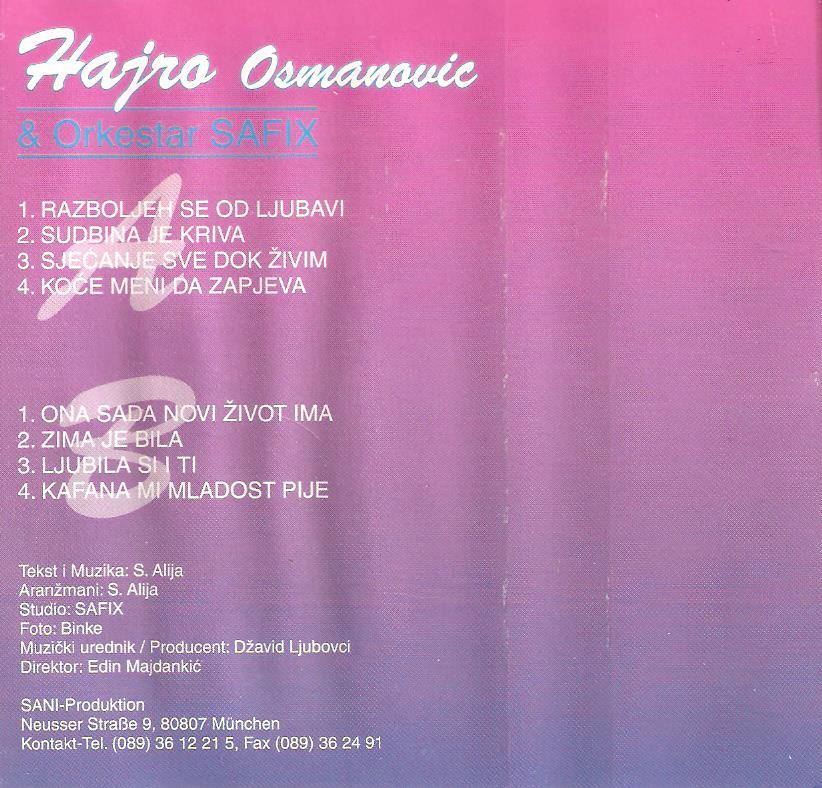 Hajro Osmanovic
& Orkestar SAFIX
A
1. RAZBOLJEH SE OD LJUBAVI
2. SUDBINA JE KRIVA
3. SJEĆANJE SVE DOK ŽIVIM
4. KOĆE MENI DA ZAPJEVA
B
1. ONA SADA NOVI ŽIVOT IMA
2. ZIMA JE BILA
3. LJUBILA SI I TI
4. KAFANA MI MLADOST PIJE
Tekst i Muzika: S. Alija
Aranžmani: S. Alija
Studio: SAFIX
Foto: Binke
Muzički urednik / Producent: Džavid Ljubovci
Direktor: Edin Majdankić
SANI-Produktion
Neusser Straße 9, 80807 München
Kontakt-Tel. (089) 36 12 21 5, Fax (089) 36 24 91